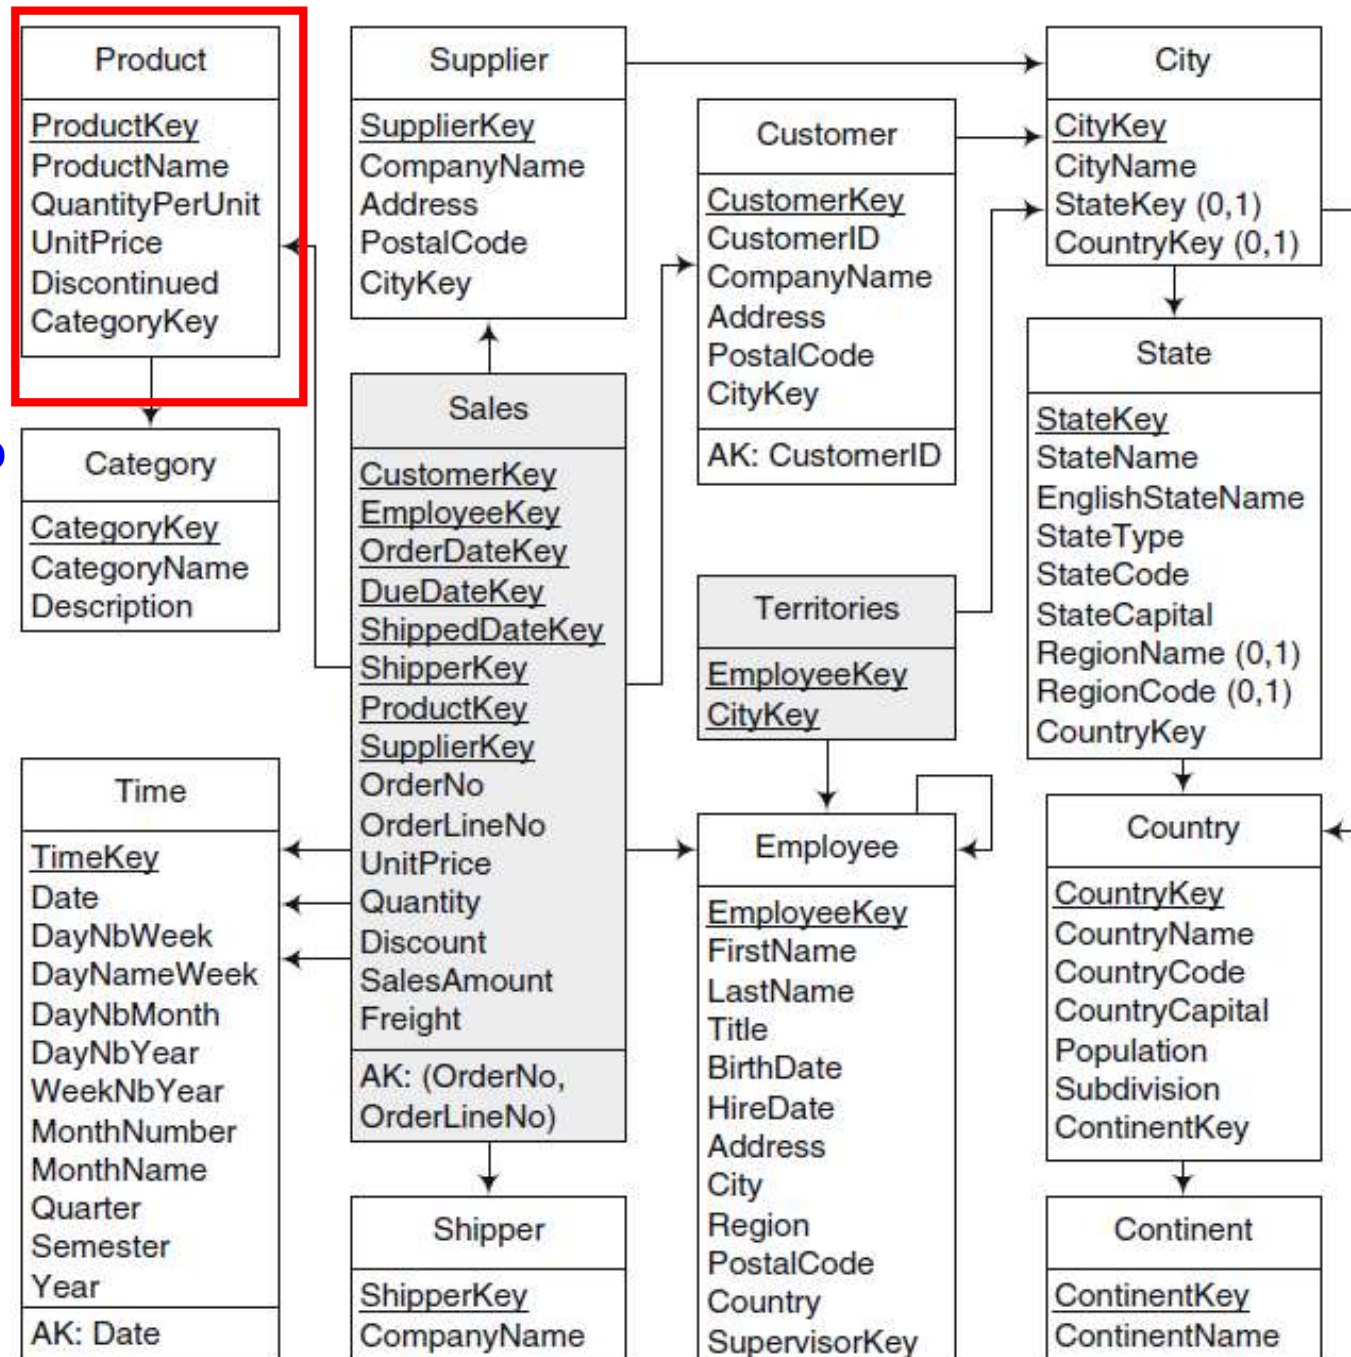 Product
ProductKey
ProductName
QuantityPerUnit
UnitPrice
Discontinued
CategoryKey
Category
CategoryKey
CategoryName
Description
Time
TimeKey
Date
DayNbWeek
DayNameWeek
DayNbMonth
DayNbYear
WeekNbYear
MonthNumber
MonthName
Quarter
Semester
Year
AK: Date
Supplier
SupplierKey
CompanyName
Address
PostalCode
CityKey
Sales
CustomerKey
EmployeeKey
OrderDateKey
DueDateKey
ShippedDateKey
ShipperKey
ProductKey
SupplierKey
OrderNo
OrderLineNo
UnitPrice
Quantity
Discount
SalesAmount
Freight
AK: (OrderNo,
OrderLineNo)
Shipper
ShipperKey
CompanyName
Customer
CustomerKey
CustomerID
CompanyName
Address
PostalCode
CityKey
AK: CustomerID
Territories
EmployeeKey
CityKey
Employee
EmployeeKey
FirstName
LastName
Title
BirthDate
HireDate
Address
City
Region
PostalCode
Country
SupervisorKey
City
CityKey
CityName
StateKey (0,1)
CountryKey (0,1)
State
StateKey
StateName
EnglishStateName
StateType
StateCode
StateCapital
RegionName (0,1)
RegionCode (0,1)
CountryKey
Country
CountryKey
CountryName
CountryCode
CountryCapital
Population
Subdivision
ContinentKey
Continent
ContinentKey
ContinentName